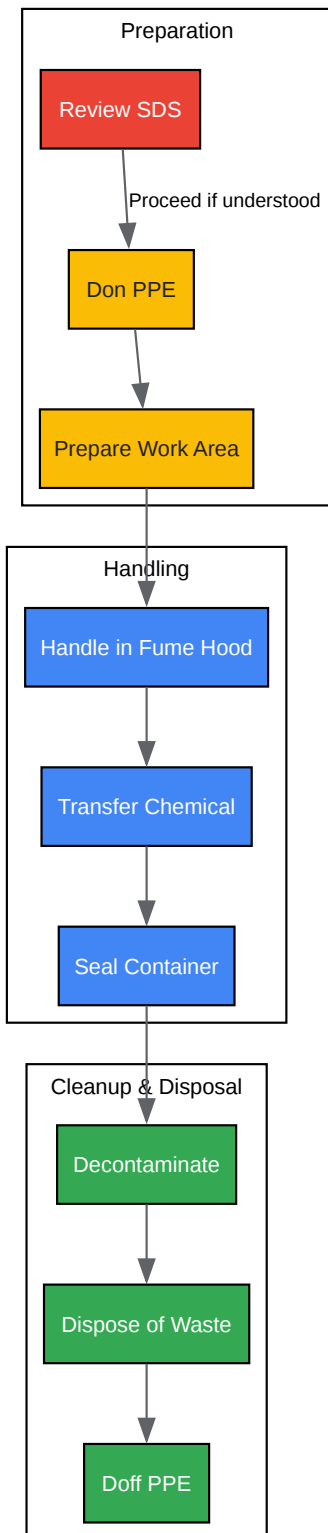 Preparation
Review SDS
Proceed if understood
Don PPE
Prepare Work Area
Handling
Handle in Fume Hood
Transfer Chemical
Seal Container
Cleanup & Disposal
Decontaminate
Dispose of Waste
Doff PPE